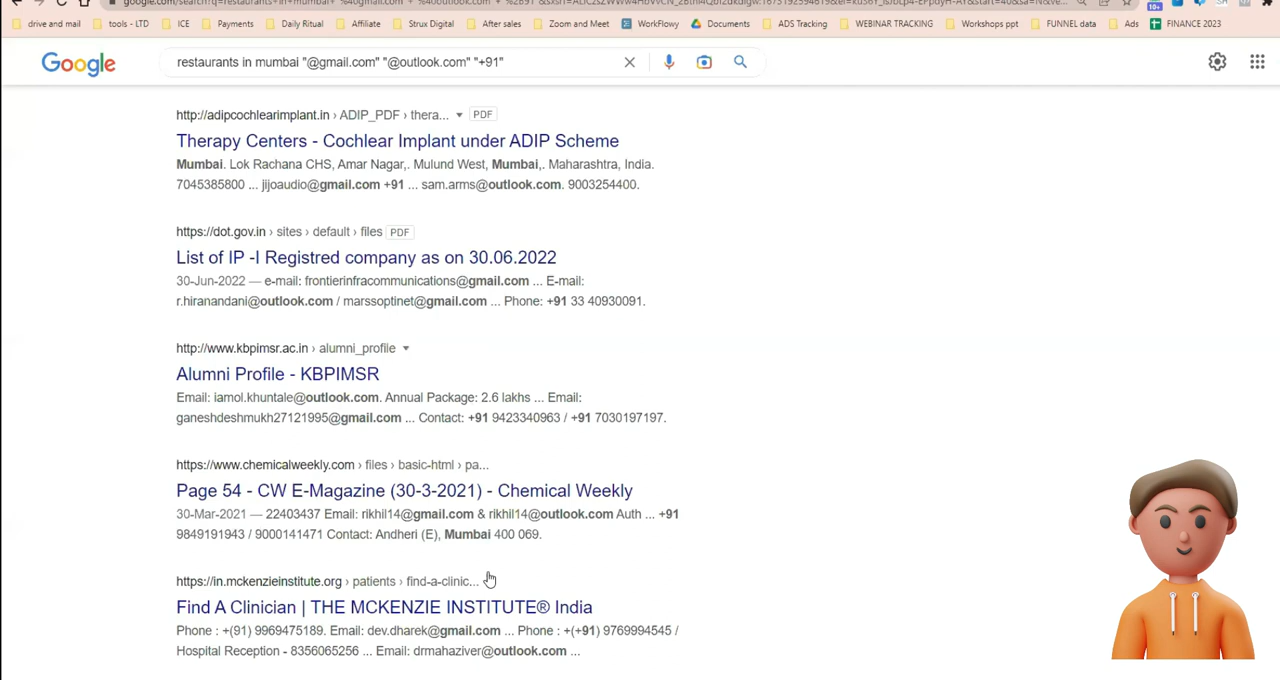 drive and mail tools - LTD ICE Payments Daily Ritual Affiliate Strux Digital After sales Zoom and Meet WorkFlowy Documents ADS Tracking WEBINAR TRACKING Workshops ppt FUNNEL data Ads FINANCE 2023
Google restaurants in mumbai "@gmail.com" "@outlook.com" "+91"
http://adipcochlearimplant.in › ADIP_PDF › thera... PDF
Therapy Centers - Cochlear Implant under ADIP Scheme
Mumbai. Lok Rachana CHS, Amar Nagar,. Mulund West, Mumbai,. Maharashtra, India.
7045385800 ... jijoaudio@gmail.com +91 ... sam.arms@outlook.com. 9003254400.
https://dot.gov.in › sites › default › files PDF
List of IP -I Registred company as on 30.06.2022
30-Jun-2022 — e-mail: frontierinfracommunications@gmail.com ... E-mail:
r.hiranandani@outlook.com / marssoptinet@gmail.com ... Phone: +91 33 40930091.
http://www.kbpimsr.ac.in › alumni_profile
Alumni Profile - KBPIMSR
Email: iamol.khuntale@outlook.com. Annual Package: 2.6 lakhs ... Email:
ganeshdeshmukh27121995@gmail.com ... Contact: +91 9423340963 / +91 7030197197.
https://www.chemicalweekly.com › files › basic-html › pa...
Page 54 - CW E-Magazine (30-3-2021) - Chemical Weekly
30-Mar-2021 — 22403437 Email: rikhil14@gmail.com & rikhil14@outlook.com Auth ... +91
9849191943 / 9000141471 Contact: Andheri (E), Mumbai 400 069.
https://in.mckenzieinstitute.org › patients › find-a-clinic...
Find A Clinician | THE MCKENZIE INSTITUTE® India
Phone : +(91) 9969475189. Email: dev.dharek@gmail.com ... Phone : +(+91) 9769994545 /
Hospital Reception - 8356065256 ... Email: drmahaziver@outlook.com ...